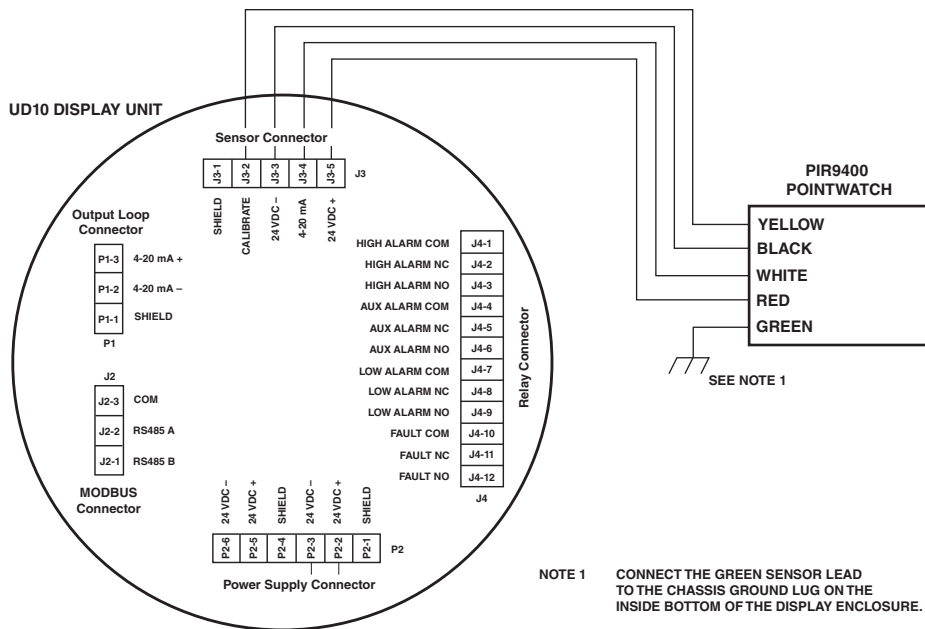 UD10 DISPLAY UNIT
Sensor Connector
J3-1
J3-2
J3-3
J3-4
J3-5
J3
SHIELD
CALIBRATE
24 VDC –
4-20 mA
24 VDC +
Output Loop
Connector
P1-3 4-20 mA +
P1-2 4-20 mA –
P1-1 SHIELD
P1
J2
J2-3 COM
J2-2 RS485 A
J2-1 RS485 B
MODBUS
Connector
HIGH ALARM COM J4-1
HIGH ALARM NC J4-2
HIGH ALARM NO J4-3
AUX ALARM COM J4-4
AUX ALARM NC J4-5
AUX ALARM NO J4-6
LOW ALARM COM J4-7
LOW ALARM NC J4-8
LOW ALARM NO J4-9
FAULT COM J4-10
FAULT NC J4-11
FAULT NO J4-12
J4
Relay Connector
24 VDC –
24 VDC +
SHIELD
24 VDC –
24 VDC +
SHIELD
P2-6
P2-5
P2-4
P2-3
P2-2
P2-1
P2
Power Supply Connector
PIR9400
POINTWATCH
YELLOW
BLACK
WHITE
RED
GREEN
SEE NOTE 1
NOTE 1 CONNECT THE GREEN SENSOR LEAD
TO THE CHASSIS GROUND LUG ON THE
INSIDE BOTTOM OF THE DISPLAY ENCLOSURE.